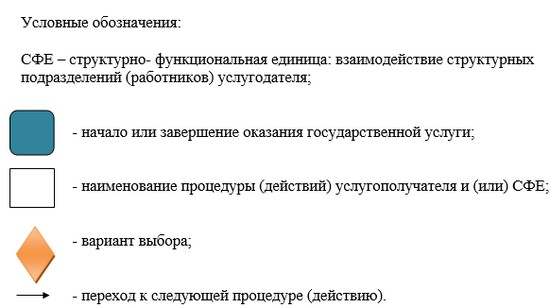 Условные обозначения:
СФЕ – структурно- функциональная единица: взаимодействие структурных
подразделений (работников) услугодателя;
- начало или завершение оказания государственной услуги;
- наименование процедуры (действий) услугополучателя и (или) СФЕ;
- вариант выбора;
- переход к следующей процедуре (действию).